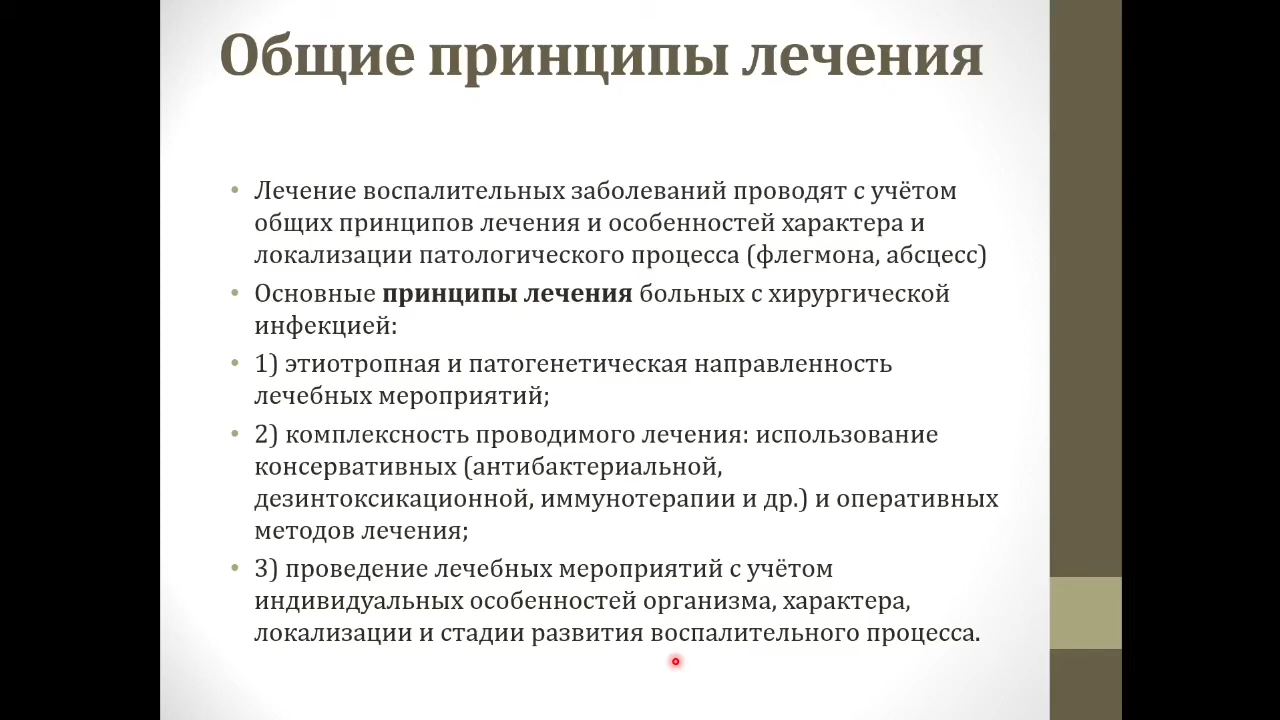 Общие принципы лечения
• Лечение воспалительных заболеваний проводят с учётом
общих принципов лечения и особенностей характера и
локализации патологического процесса (флегмона, абсцесс)
• Основные принципы лечения больных с хирургической
инфекцией:
• 1) этиотропная и патогенетическая направленность
лечебных мероприятий;
• 2) комплексность проводимого лечения: использование
консервативных (антибактериальной,
дезинтоксикационной, иммунотерапии и др.) и оперативных
методов лечения;
• 3) проведение лечебных мероприятий с учётом
индивидуальных особенностей организма, характера,
локализации и стадии развития воспалительного процесса.